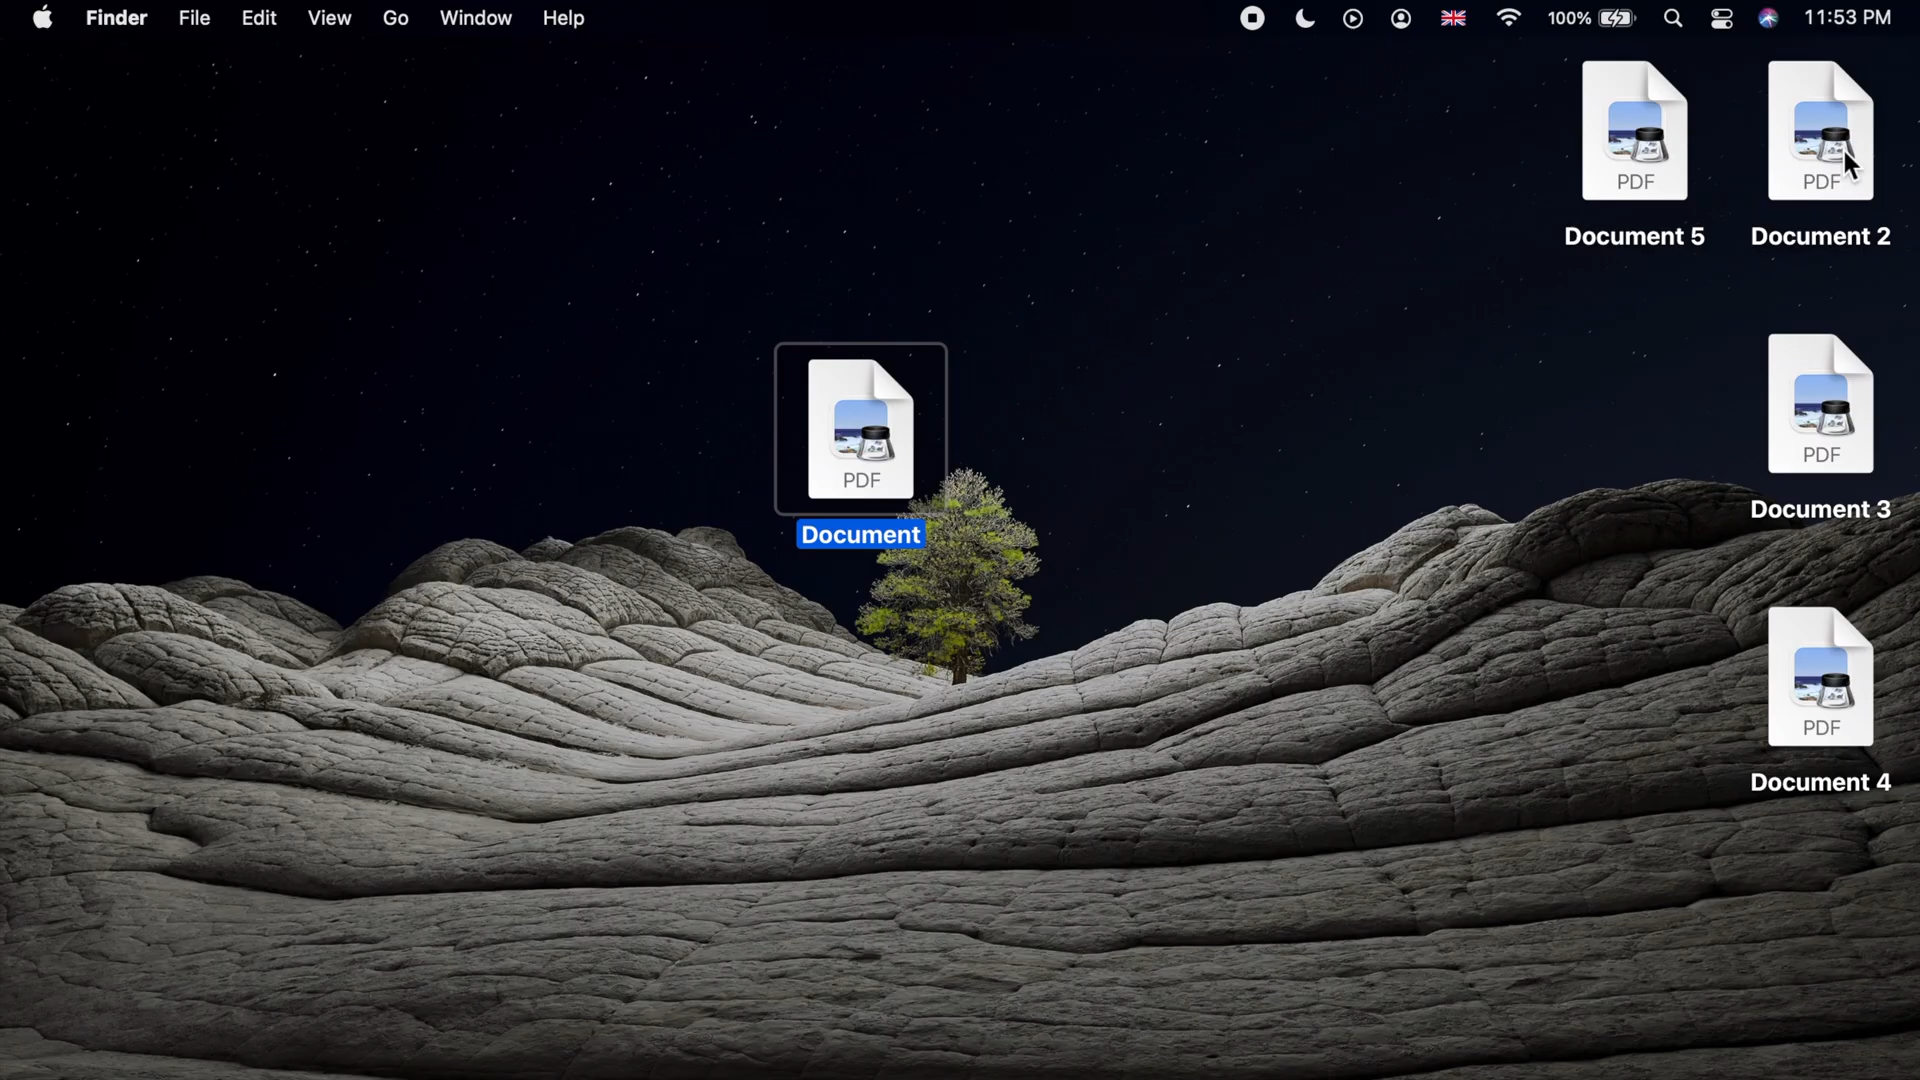 Finder File Edit View Go Window Help 100% 11:53 PM
PDF PDF
Document 5 Document 2
PDF
Document
PDF
Document 3
PDF
Document 4